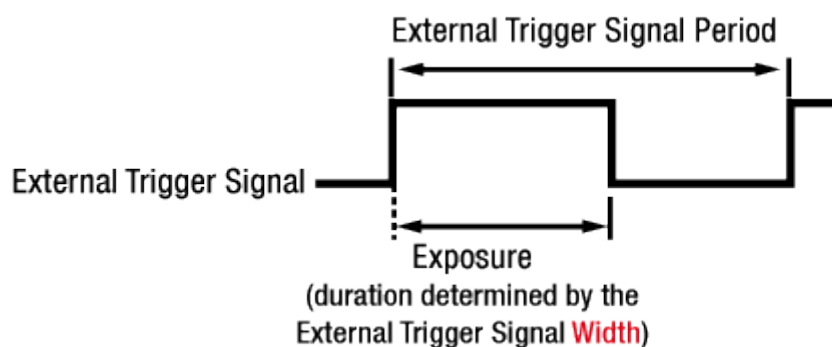 External Trigger Signal Period
External Trigger Signal
Exposure
(duration determined by the
External Trigger Signal Width)